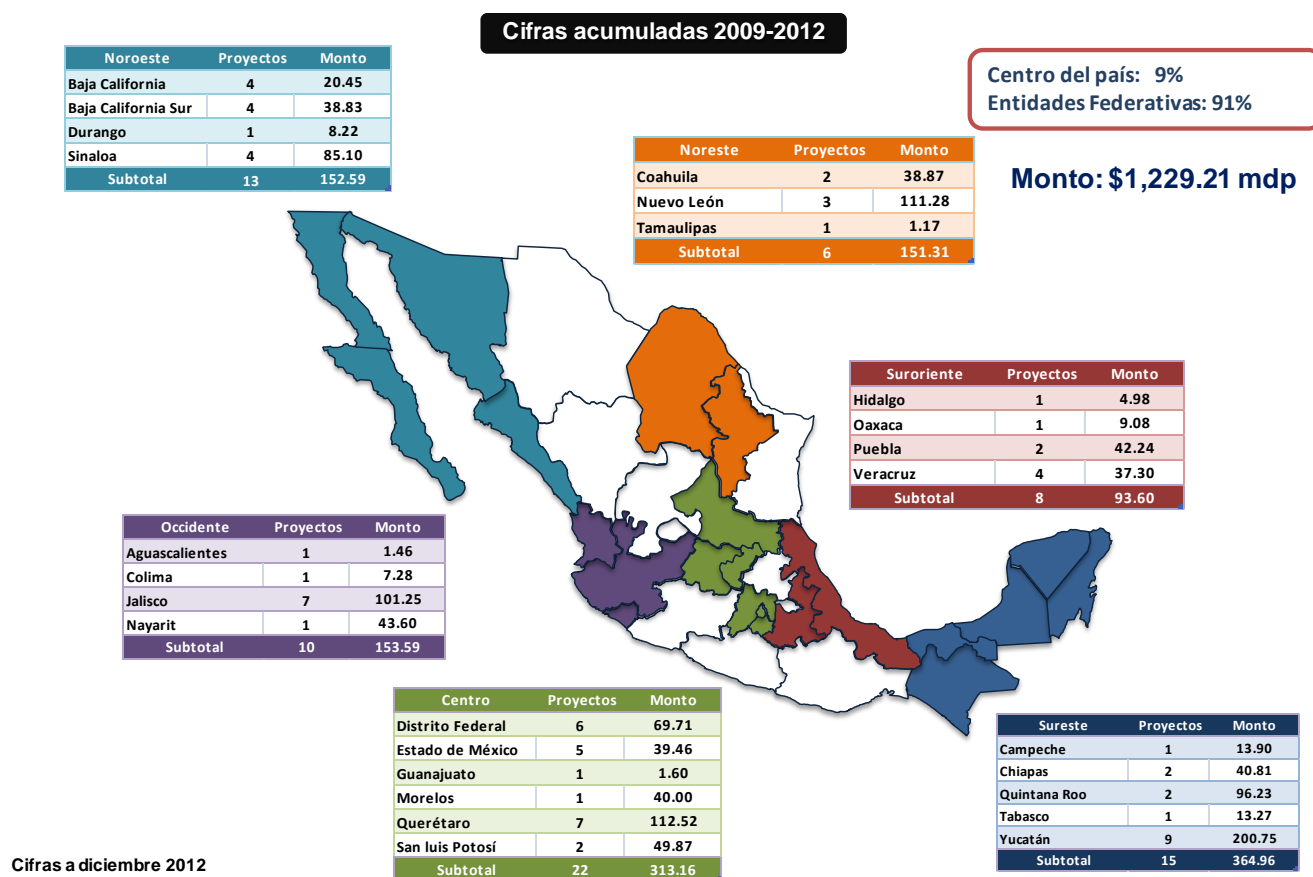 Cifras acumuladas 2009-2012
Centro del país: 9%
Entidades Federativas: 91%
Monto: $1,229.21 mdp
Noroeste Proyectos Monto
Baja California 4 20.45
Baja California Sur 4 38.83
Durango 1 8.22
Sinaloa 4 85.10
Subtotal 13 152.59
Noreste Proyectos Monto
Coahuila 2 38.87
Nuevo León 3 111.28
Tamaulipas 1 1.17
Subtotal 6 151.31
Suroriente Proyectos Monto
Hidalgo 1 4.98
Oaxaca 1 9.08
Puebla 2 42.24
Veracruz 4 37.30
Subtotal 8 93.60
Occidente Proyectos Monto
Aguascalientes 1 1.46
Colima 1 7.28
Jalisco 7 101.25
Nayarit 1 43.60
Subtotal 10 153.59
Centro Proyectos Monto
Distrito Federal 6 69.71
Estado de México 5 39.46
Guanajuato 1 1.60
Morelos 1 40.00
Querétaro 7 112.52
San luis Potosí 2 49.87
Subtotal 22 313.16
Sureste Proyectos Monto
Campeche 1 13.90
Chiapas 2 40.81
Quintana Roo 2 96.23
Tabasco 1 13.27
Yucatán 9 200.75
Subtotal 15 364.96
Cifras a diciembre 2012